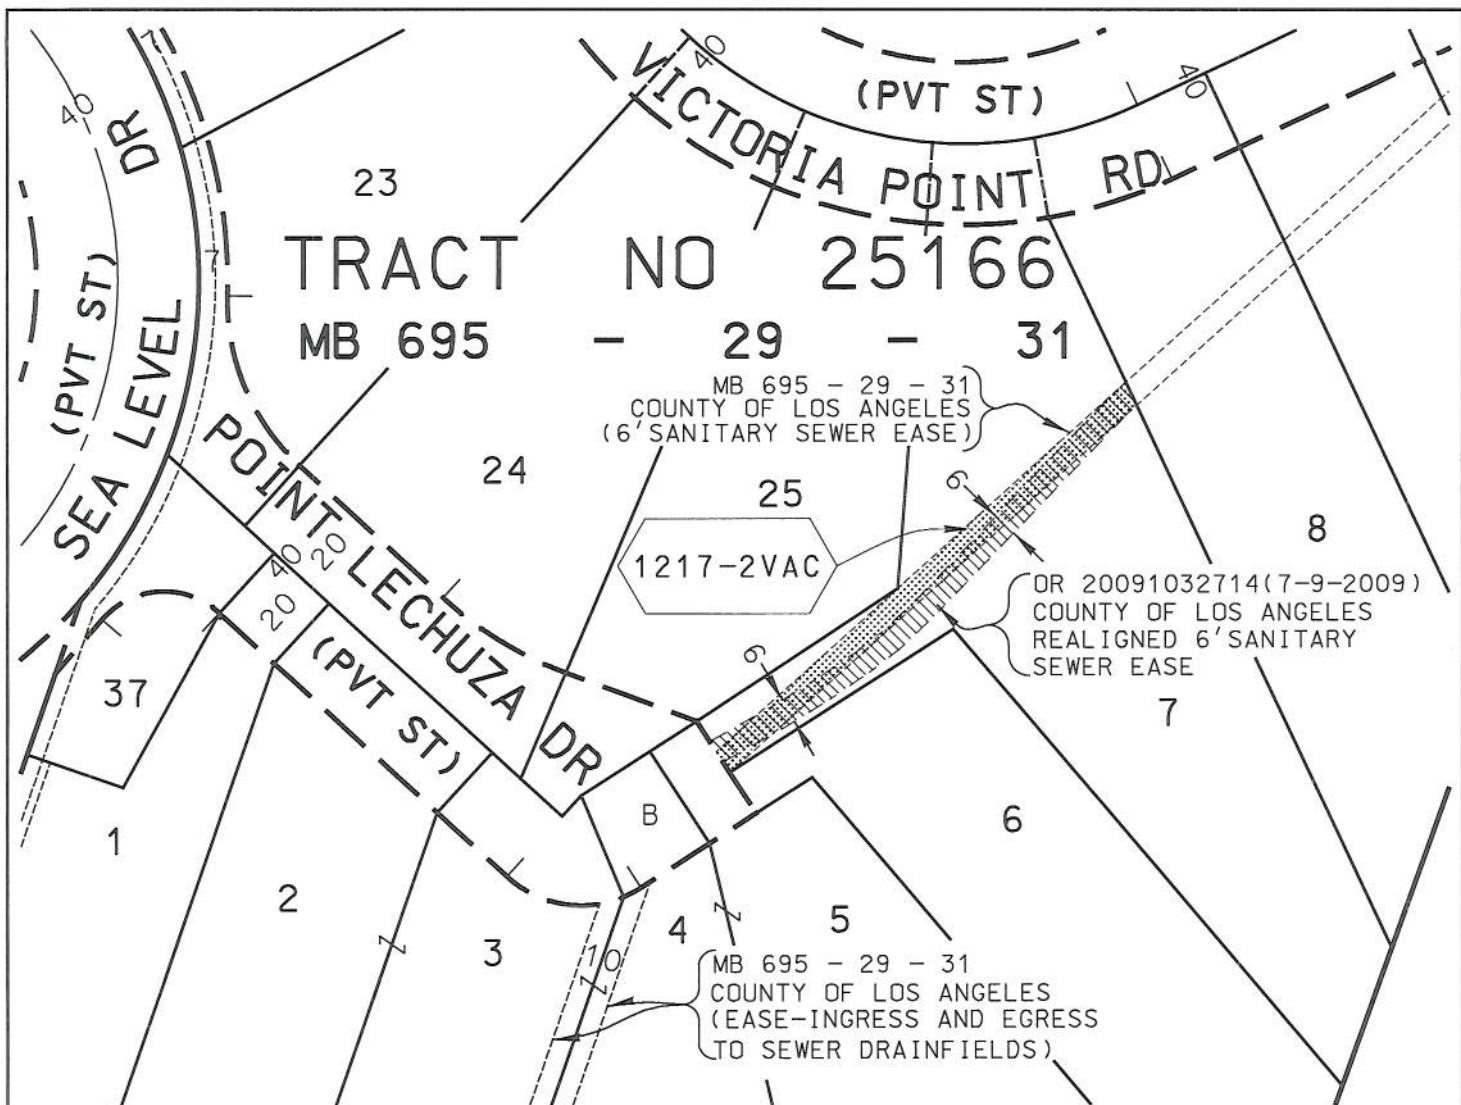 40
(PVT ST)
40
40
DR
VICTORIA POINT RD
7
23
TRACT NO 25166
7
MB 695 - 29 - 31
(PVT ST)
SEA LEVEL
MB 695 - 29 - 31
COUNTY OF LOS ANGELES
(6' SANITARY SEWER EASE)
POINT LECHUZA DR
24
25
6
8
1217-2VAC
40
20
20
OR 20091032714(7-9-2009)
COUNTY OF LOS ANGELES
REALIGNED 6' SANITARY
SEWER EASE
(PVT ST)
6
37
7
1
B
6
2
3
4
5
10
MB 695 - 29 - 31
COUNTY OF LOS ANGELES
(EASE-INGRESS AND EGRESS
TO SEWER DRAINFIELDS)